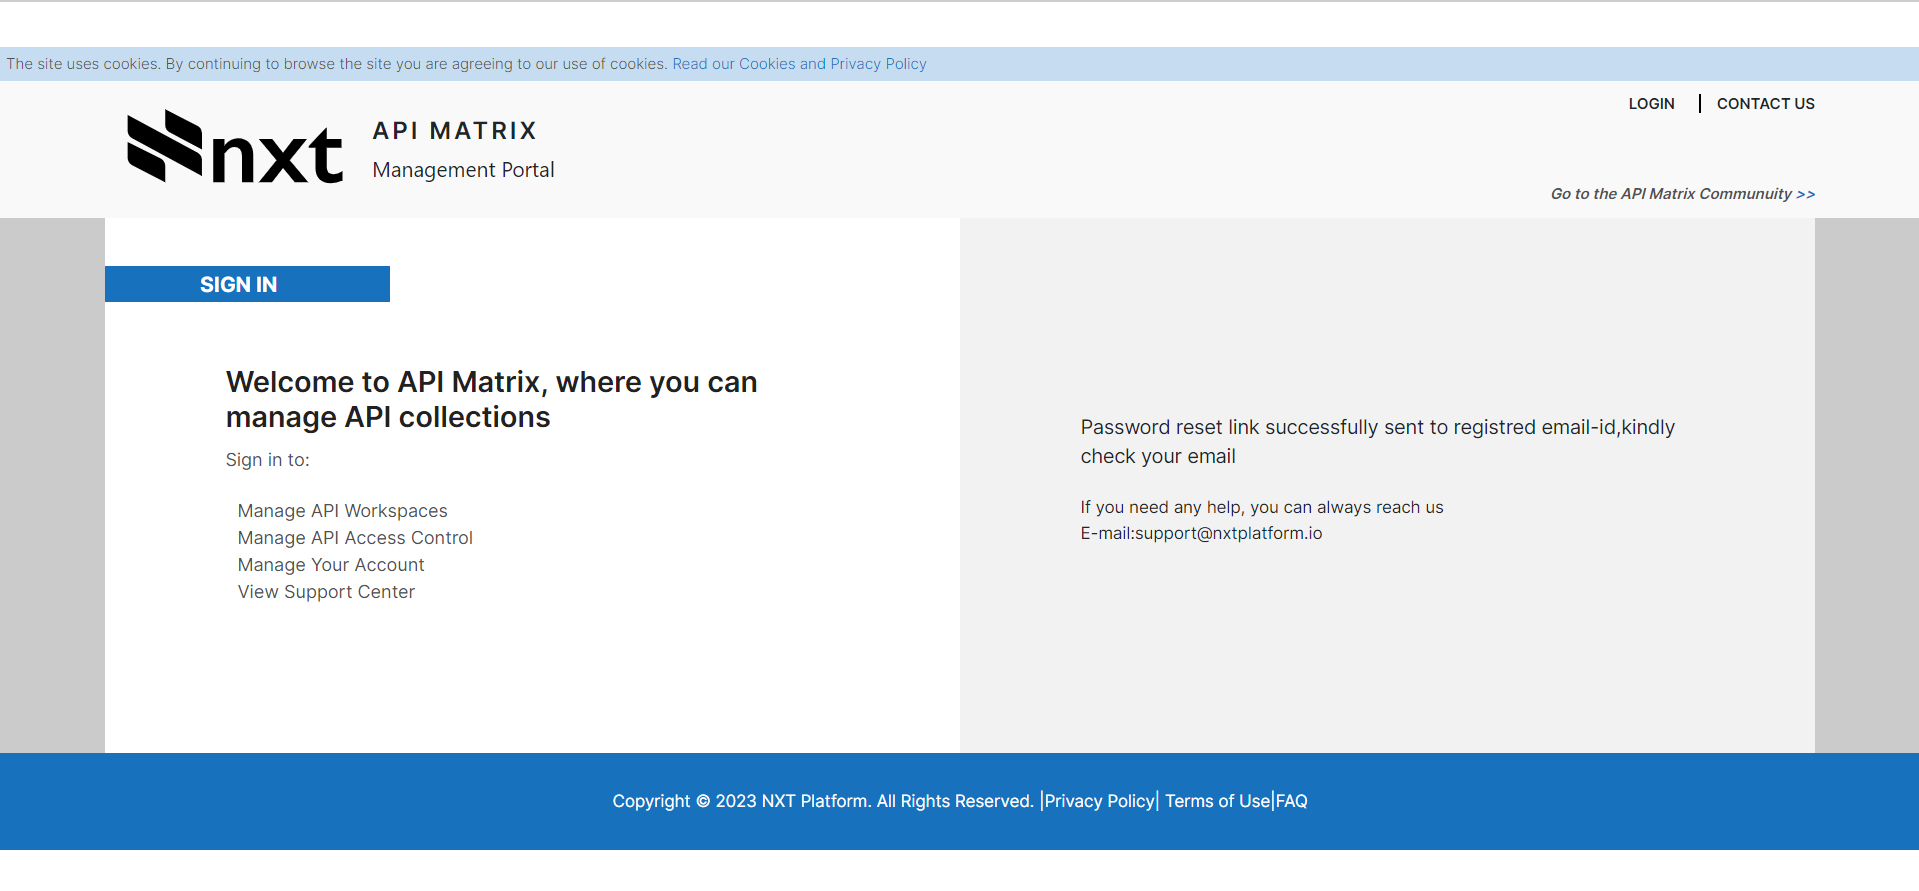 The site uses cookies. By continuing to browse the site you are agreeing to our use of cookies. Read our Cookies and Privacy Policy
LOGIN | CONTACT US
nxt
API MATRIX
Management Portal
Go to the API Matrix Communuity >>
SIGN IN
Welcome to API Matrix, where you can
manage API collections
Sign in to:
Manage API Workspaces
Manage API Access Control
Manage Your Account
View Support Center
Password reset link successfully sent to registred email-id,kindly
check your email
If you need any help, you can always reach us
E-mail:support@nxtplatform.io
Copyright © 2023 NXT Platform. All Rights Reserved. |Privacy Policy| Terms of Use|FAQ